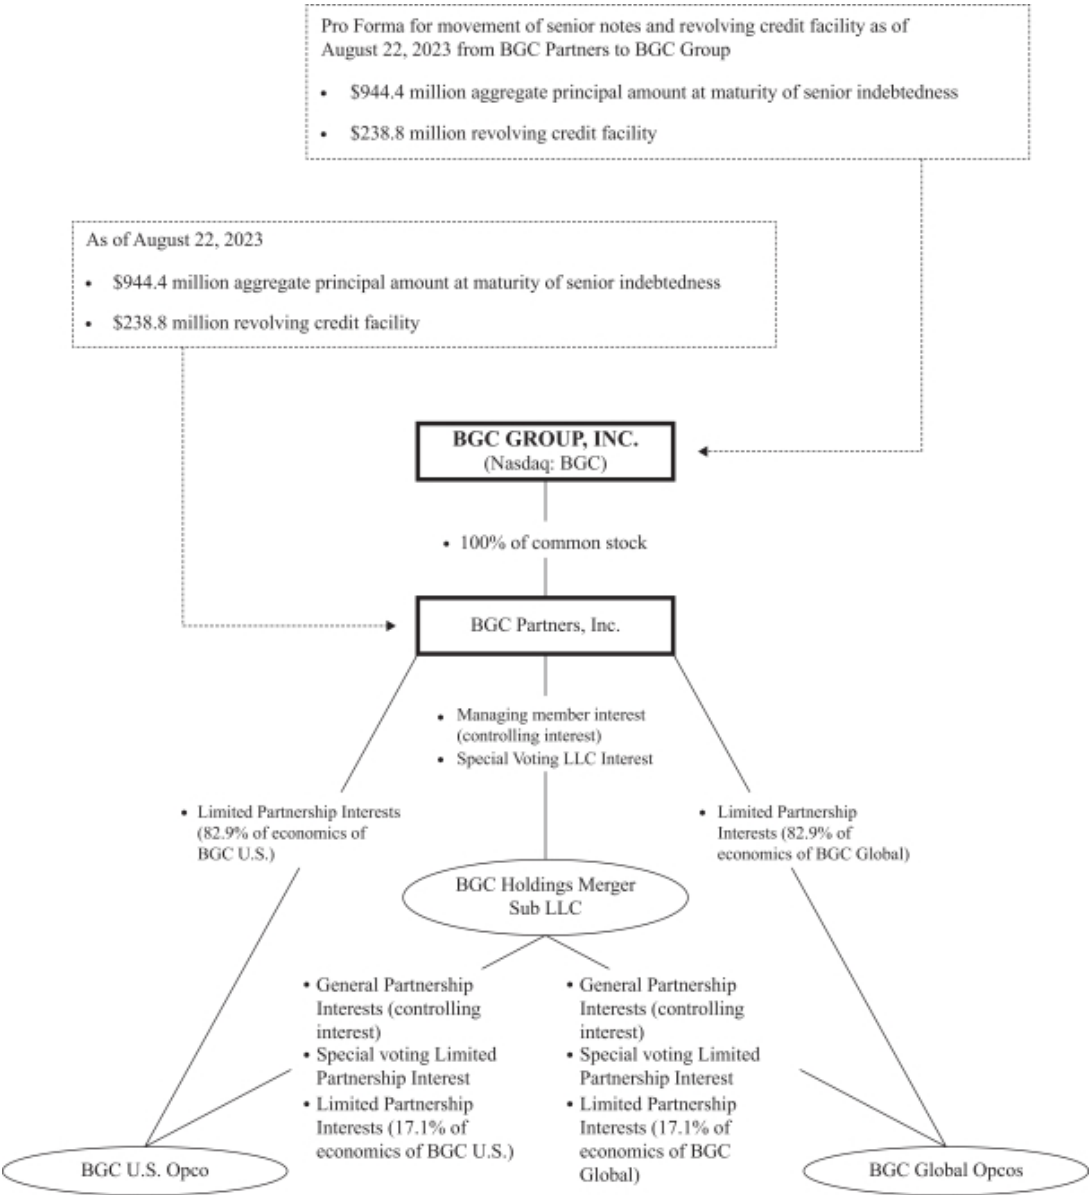 Pro Forma for movement of senior notes and revolving credit facility as of
August 22, 2023 from BGC Partners to BGC Group
• $944.4 million aggregate principal amount at maturity of senior indebtedness
• $238.8 million revolving credit facility
As of August 22, 2023
• $944.4 million aggregate principal amount at maturity of senior indebtedness
• $238.8 million revolving credit facility
BGC GROUP, INC.
(Nasdaq: BGC)
• 100% of common stock
BGC Partners, Inc.
• Managing member interest
(controlling interest)
• Special Voting LLC Interest
• Limited Partnership Interests
(82.9% of economics of
BGC U.S.)
• Limited Partnership
Interests (82.9% of
economics of BGC Global)
BGC Holdings Merger
Sub LLC
• General Partnership
Interests (controlling
interest)
• Special voting Limited
Partnership Interest
• Limited Partnership
Interests (17.1% of
economics of BGC U.S.)
• General Partnership
Interests (controlling
interest)
• Special voting Limited
Partnership Interest
• Limited Partnership
Interests (17.1% of
economics of BGC
Global)
BGC U.S. Opco
BGC Global Opcos